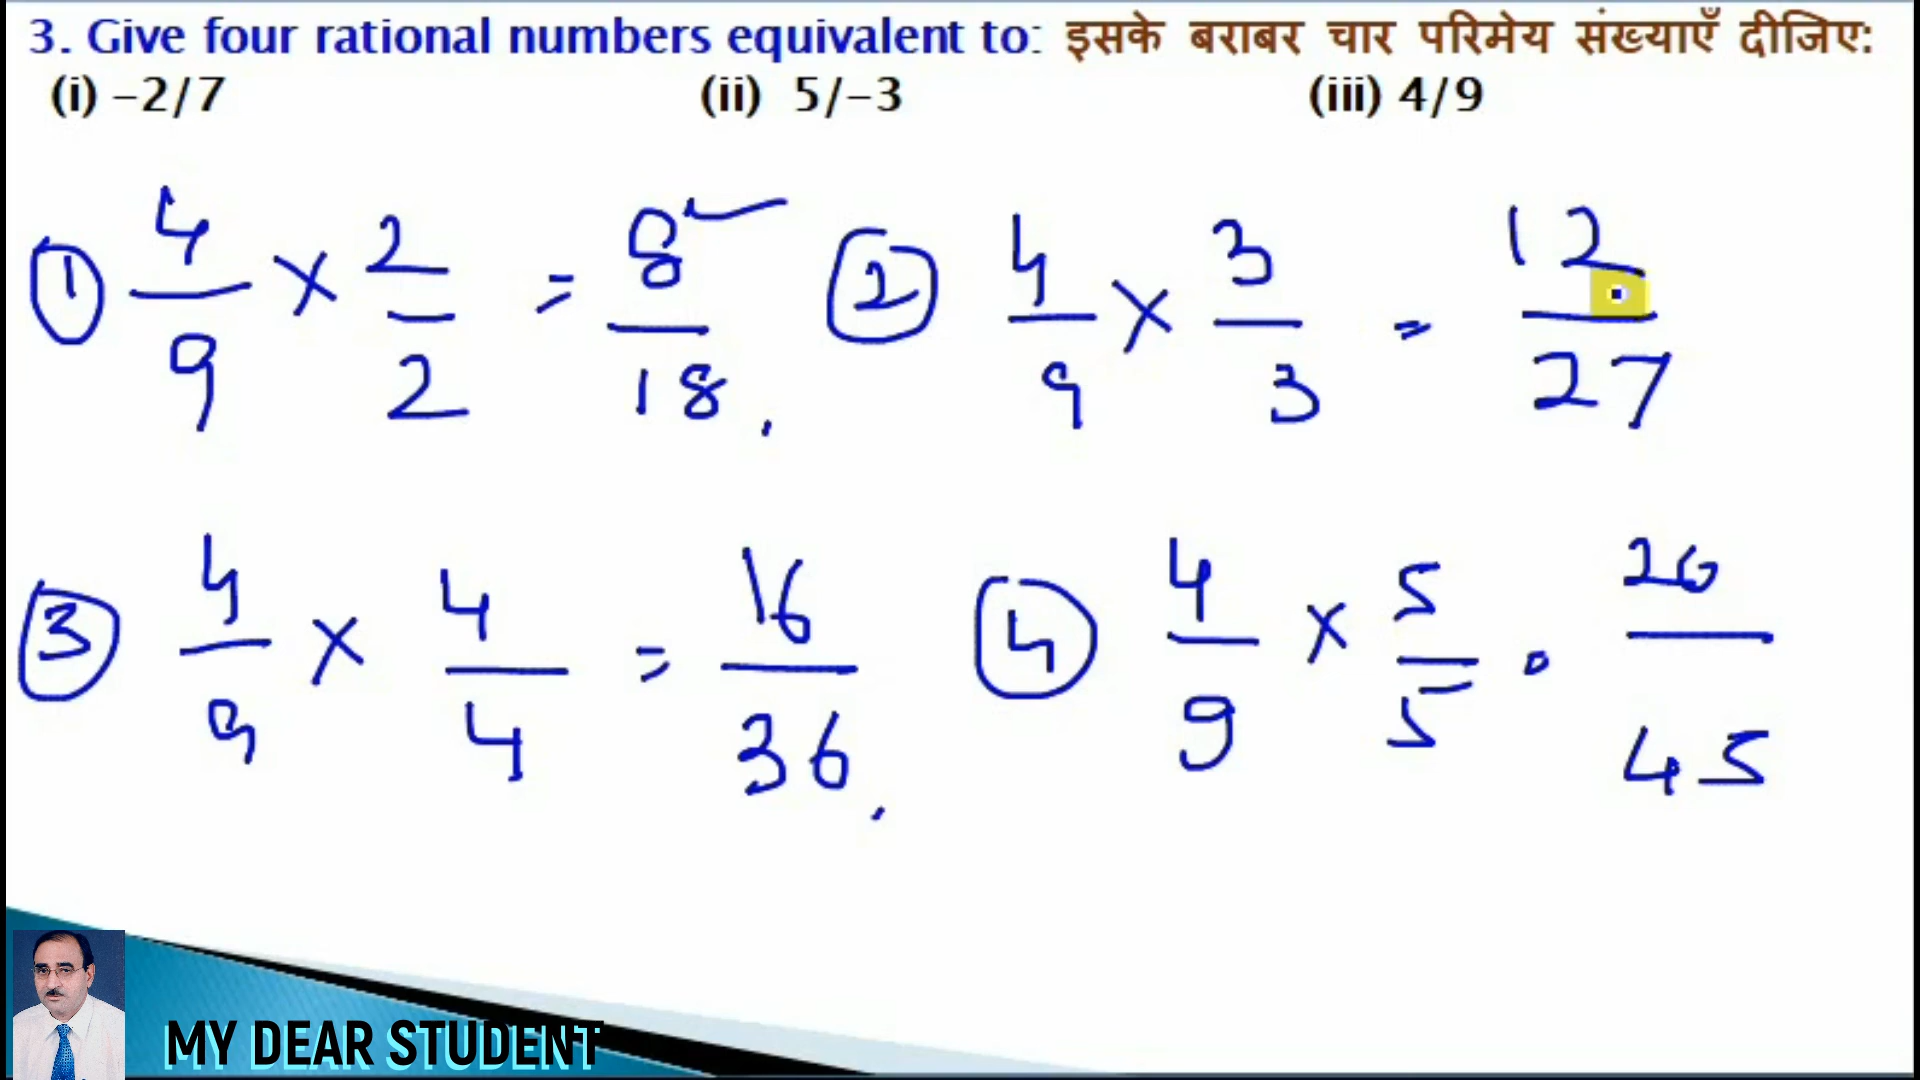 3. Give four rational numbers equivalent to: इसके बराबर चार परिमेय संख्याएँ दीजिए:
(i) –2/7 (ii) 5/–3 (iii) 4/9
① 4/9 × 2/2 = 8/18 . ② 4/9 × 3/3 = 12/27
③ 4/9 × 4/4 = 16/36 . ④ 4/9 × 5/5 = 20/45
MY DEAR STUDENT